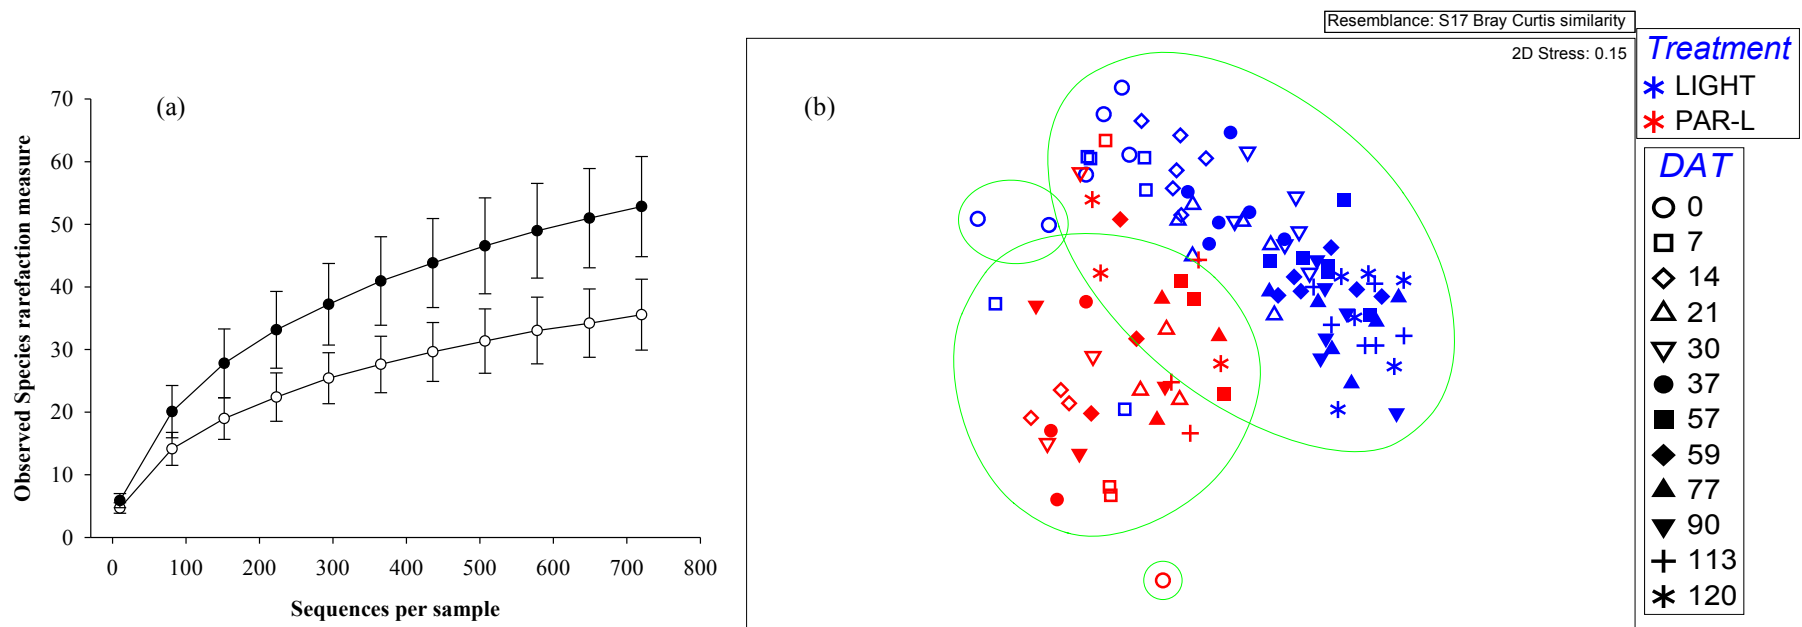 Observed Species rarefaction measure
70
60
50
40
30
20
10
0
(a)
0 100 200 300 400 500 600 700 800
Sequences per sample
Resemblance: S17 Bray Curtis similarity
2D Stress: 0.15
(b)
Treatment
LIGHT
PAR-L
DAT
0
7
14
21
30
37
57
59
77
90
113
120